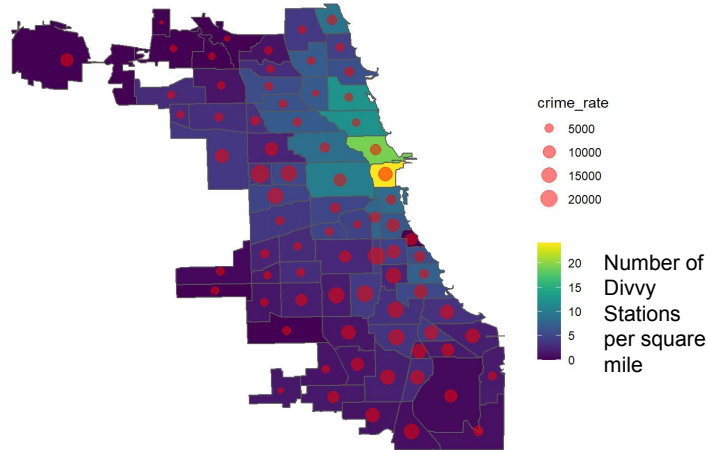 crime_rate
5000
10000
15000
20000
20
15
10
5
0
Number of
Divvy
Stations
per square
mile